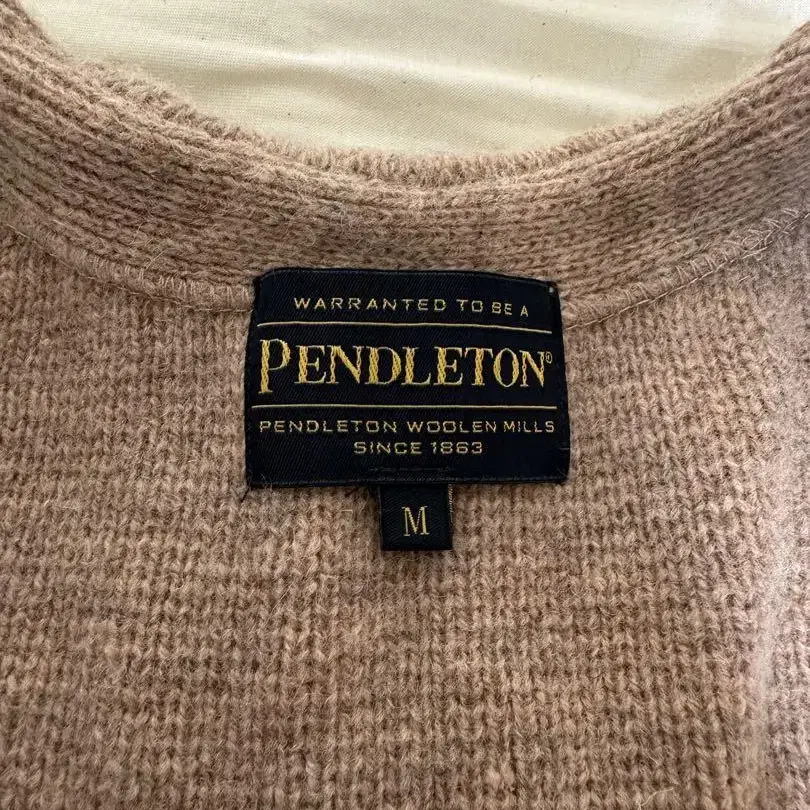 WARRANTED TO BE A
PENDLETON®
PENDLETON WOOLEN MILLS
SINCE 1863
M